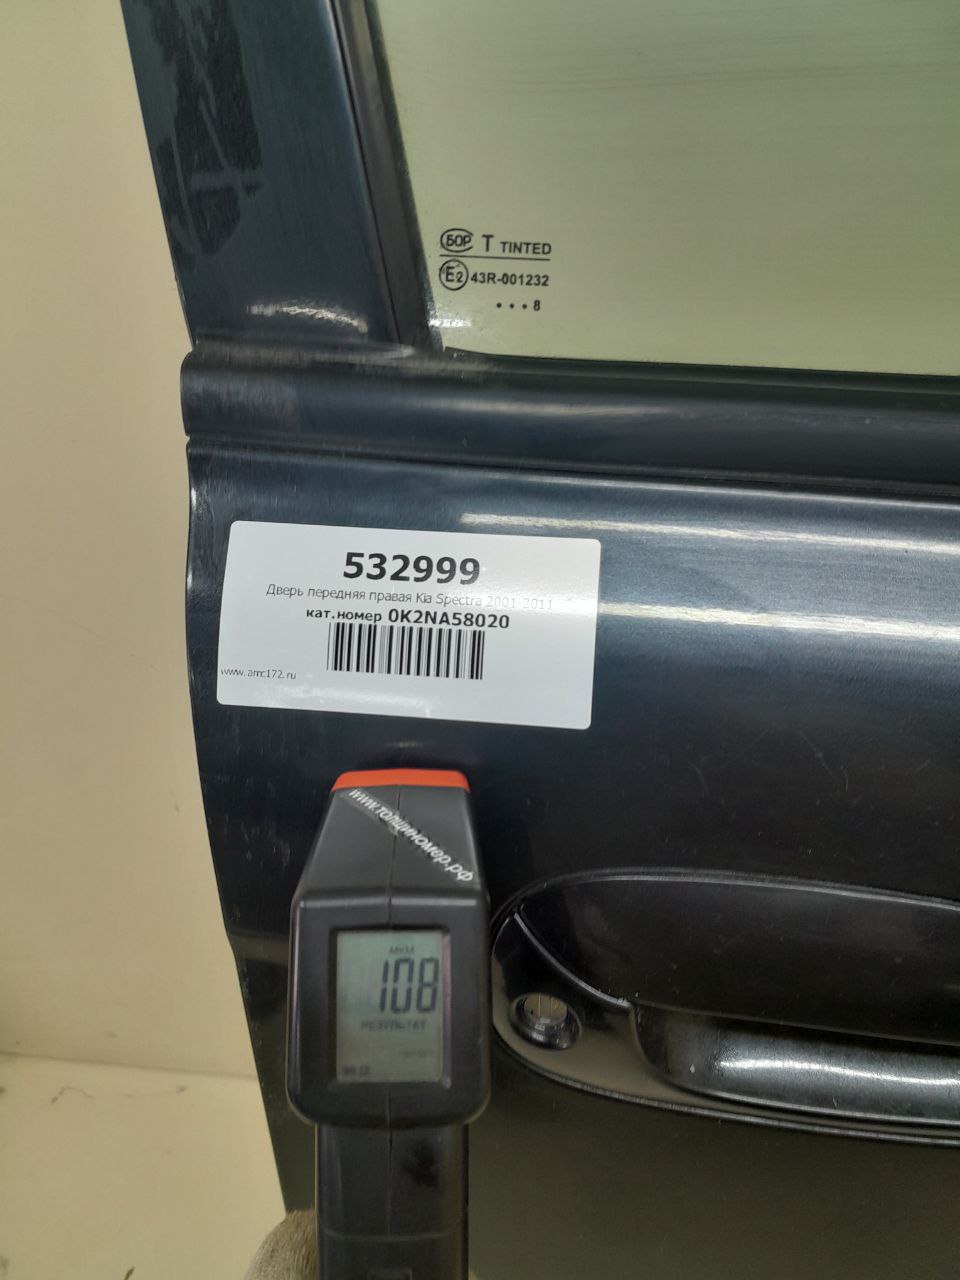 БОР T TINTED
E2 43R-001232
...8
532999
Дверь передняя правая Kia Spectra 2001-2011
кат.номер 0K2NA58020
www.amc172.ru
www.толщиномер.рф
108
РЕЗУЛЬТАТ